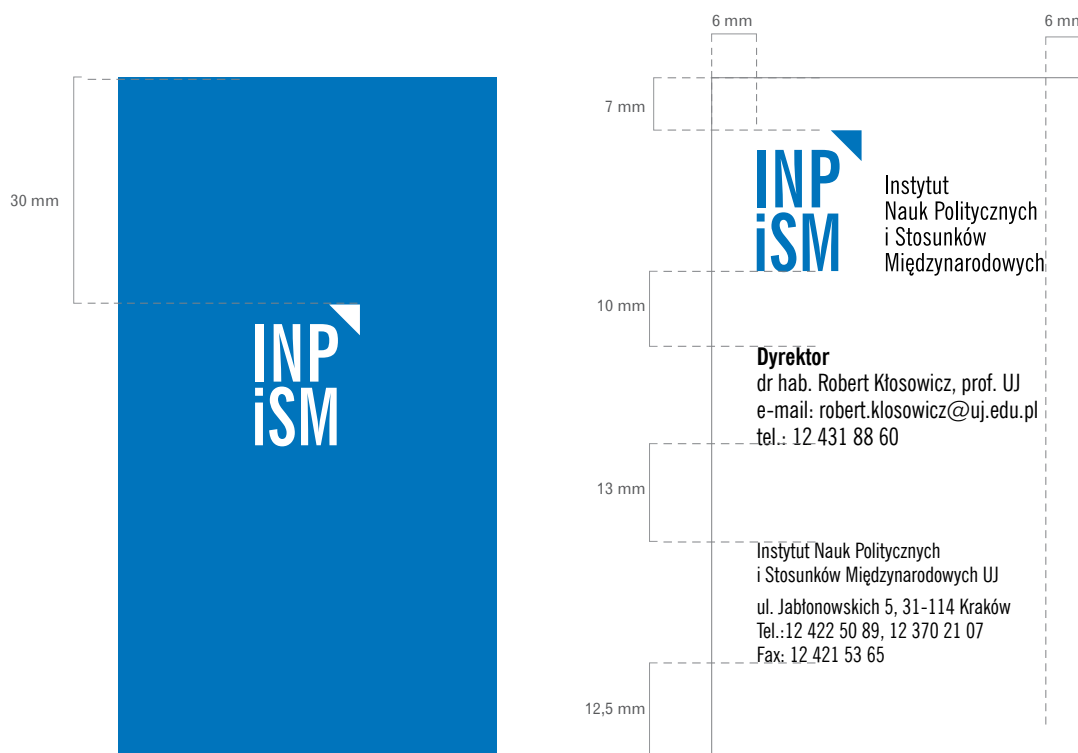 30 mm
INP
iSM
6 mm
6 mm
7 mm
INP
iSM
Instytut
Nauk Politycznych
i Stosunków
Międzynarodowych
10 mm
Dyrektor
dr hab. Robert Kłosowicz, prof. UJ
e-mail: robert.klosowicz@uj.edu.pl
tel.: 12 431 88 60
13 mm
Instytut Nauk Politycznych
i Stosunków Międzynarodowych UJ
ul. Jabłonowskich 5, 31-114 Kraków
Tel.:12 422 50 89, 12 370 21 07
Fax: 12 421 53 65
12,5 mm